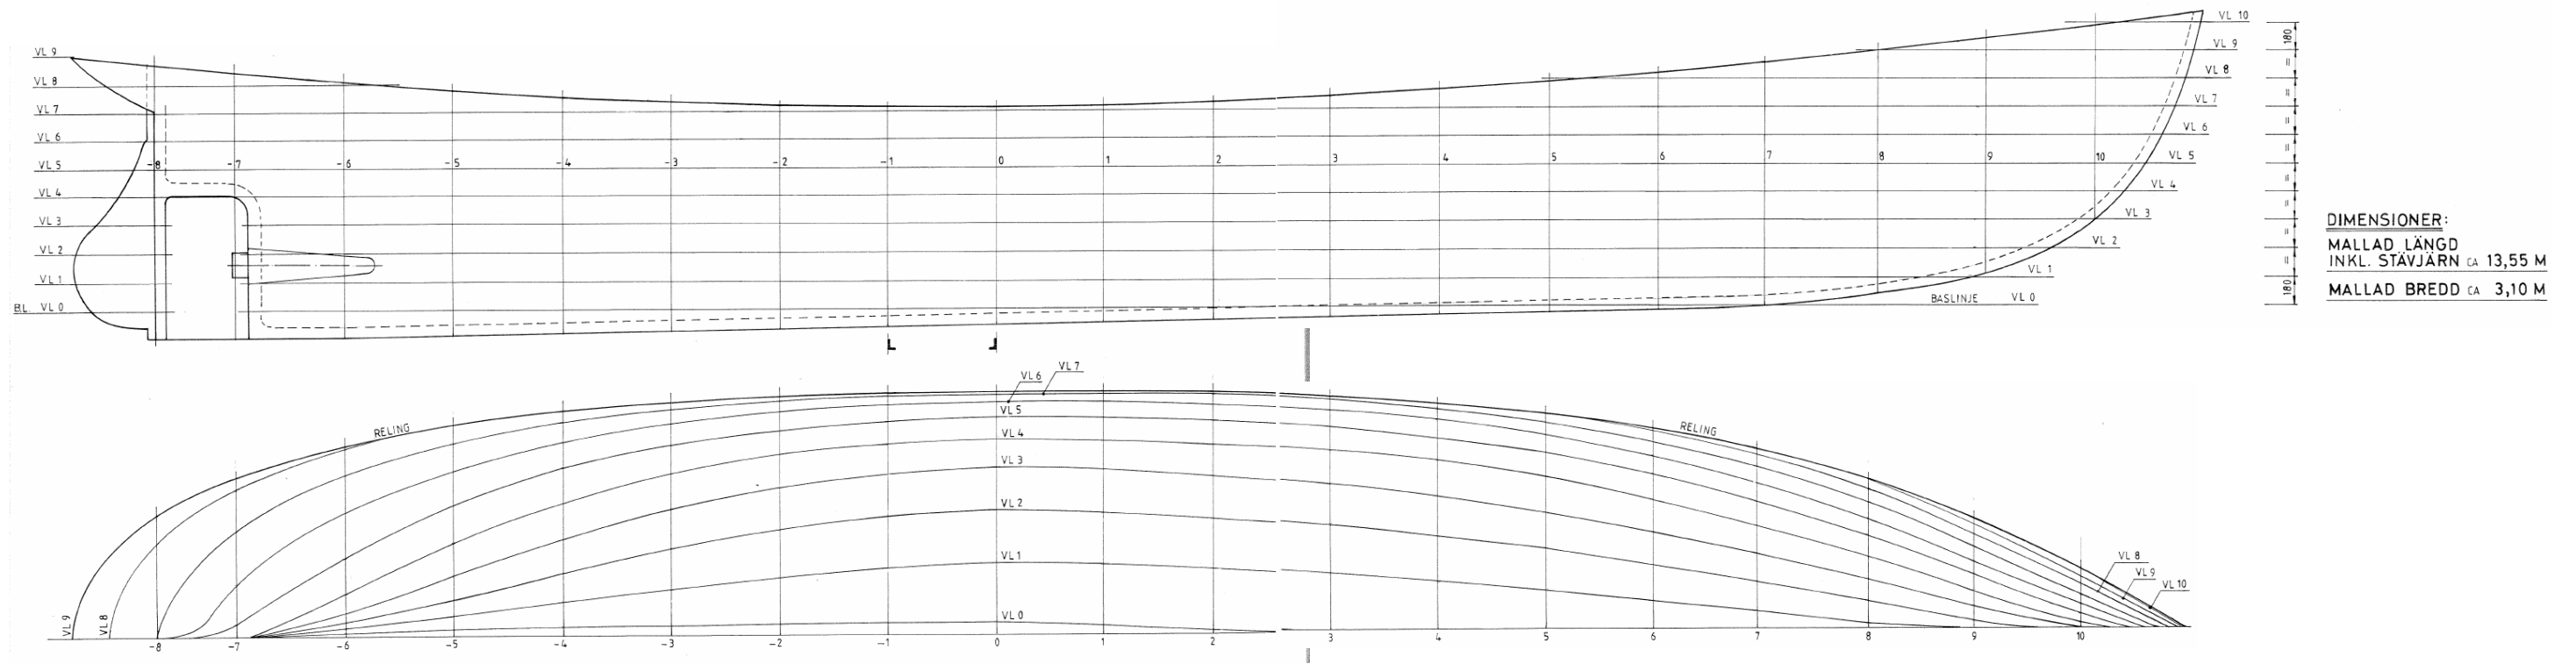 VL 10
VL 9
VL 9
VL 8
VL 8
VL 7
VL 7
VL 6
VL 6
VL 5
-8 -7 -6 -5 -4 -3 -2 -1 0 1 2 3 4 5 6 7 8 9 10
VL 5
VL 4
VL 4
VL 3
VL 3
VL 2
VL 2
VL 1
VL 1
B.L. VL 0
BASLINJE VL 0
180
"
"
"
"
"
"
"
"
180
DIMENSIONER:
MALLAD LÄNGD
INKL. STÄVJÄRN CA 13,55 M
MALLAD BREDD CA 3,10 M
VL 7
VL 6
VL 5
RELING
RELING
VL 4
VL 3
VL 2
VL 1
VL 8
VL 9
VL 10
VL 0
VL 9
VL 8
-8 -7 -6 -5 -4 -3 -2 -1 0 1 2 3 4 5 6 7 8 9 10